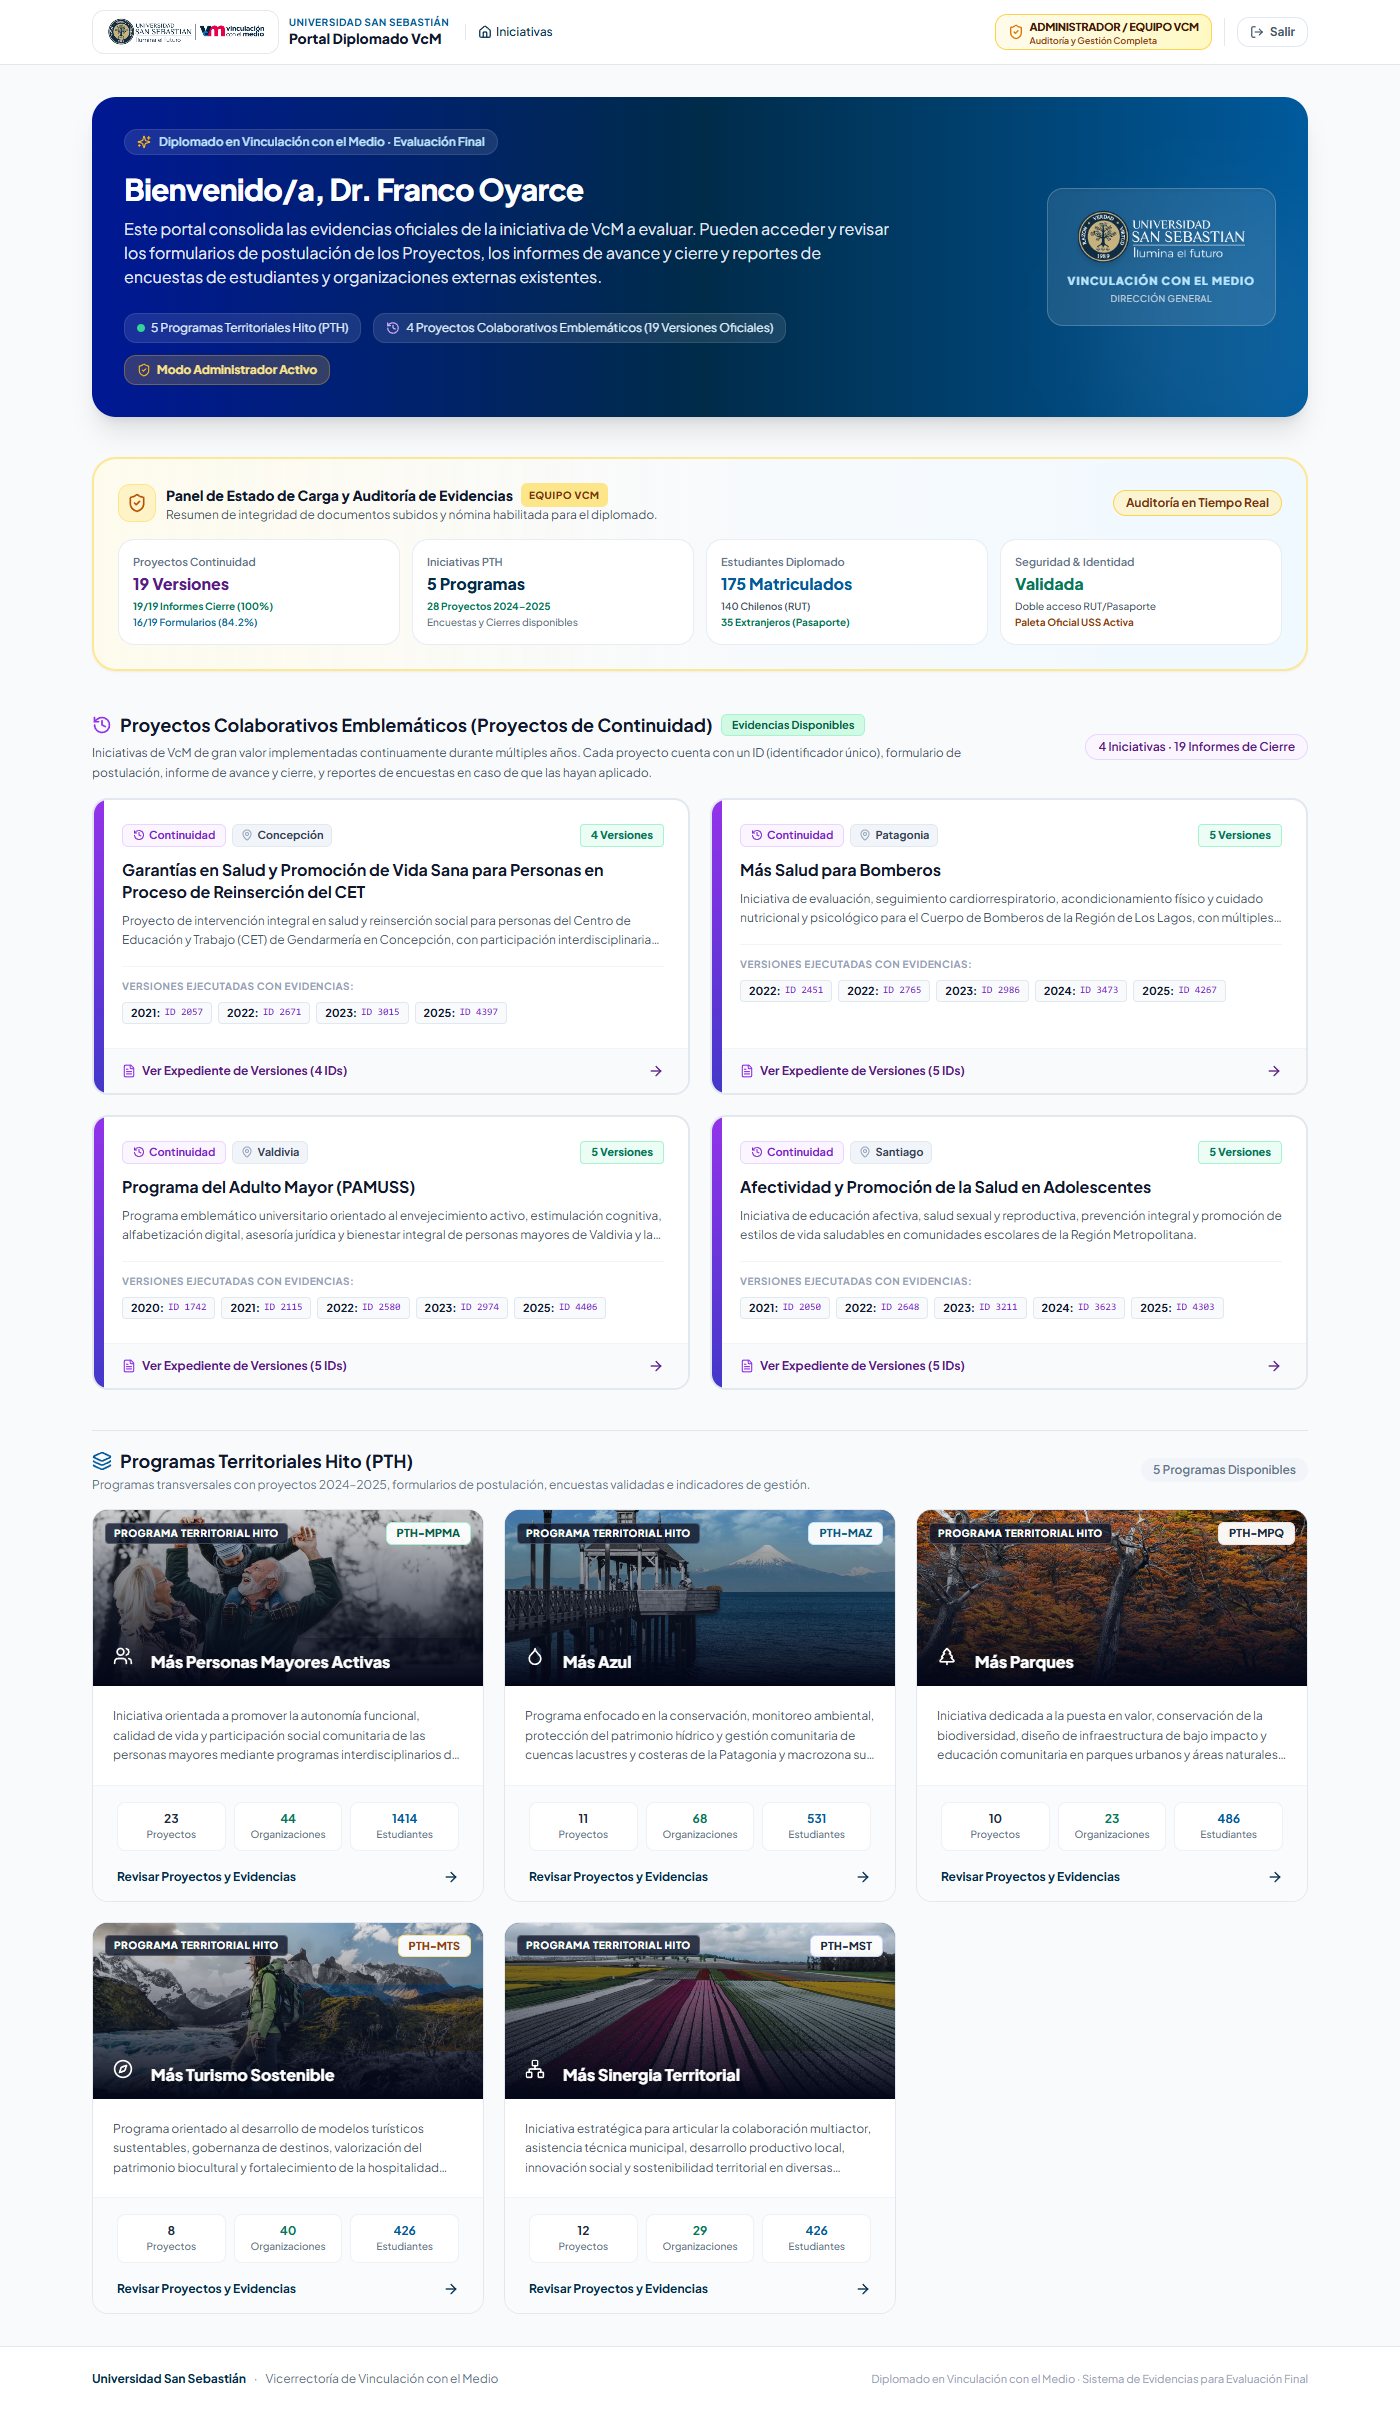 UNIVERSIDAD
SAN SEBASTIAN
Ilumina el futuro
vm vinculación
con el medio
UNIVERSIDAD SAN SEBASTIÁN
Portal Diplomado VcM
Iniciativas
ADMINISTRADOR / EQUIPO VCM
Auditoría y Gestión Completa
Salir
Diplomado en Vinculación con el Medio · Evaluación Final
Bienvenido/a, Dr. Franco Oyarce
Este portal consolida las evidencias oficiales de la iniciativa de VcM a evaluar. Pueden acceder y revisar
los formularios de postulación de los Proyectos, los informes de avance y cierre y reportes de
encuestas de estudiantes y organizaciones externas existentes.
5 Programas Territoriales Hito (PTH)
4 Proyectos Colaborativos Emblemáticos (19 Versiones Oficiales)
Modo Administrador Activo
UNIVERSIDAD
SAN SEBASTIAN
Ilumina el futuro
VINCULACIÓN CON EL MEDIO
DIRECCIÓN GENERAL
Panel de Estado de Carga y Auditoría de Evidencias
EQUIPO VCM
Resumen de integridad de documentos subidos y nómina habilitada para el diplomado.
Auditoría en Tiempo Real
Proyectos Continuidad
19 Versiones
19/19 Informes Cierre (100%)
16/19 Formularios (84.2%)
Iniciativas PTH
5 Programas
28 Proyectos 2024–2025
Encuestas y Cierres disponibles
Estudiantes Diplomado
175 Matriculados
140 Chilenos (RUT)
35 Extranjeros (Pasaporte)
Seguridad & Identidad
Validada
Doble acceso RUT/Pasaporte
Paleta Oficial USS Activa
Proyectos Colaborativos Emblemáticos (Proyectos de Continuidad)
Evidencias Disponibles
Iniciativas de VcM de gran valor implementadas continuamente durante múltiples años. Cada proyecto cuenta con un ID (identificador único), formulario de
postulación, informe de avance y cierre, y reportes de encuestas en caso de que las hayan aplicado.
4 Iniciativas · 19 Informes de Cierre
Continuidad
Concepción
4 Versiones
Garantías en Salud y Promoción de Vida Sana para Personas en
Proceso de Reinserción del CET
Proyecto de intervención integral en salud y reinserción social para personas del Centro de
Educación y Trabajo (CET) de Gendarmería en Concepción, con participación interdisciplinaria...
VERSIONES EJECUTADAS CON EVIDENCIAS:
2021: ID 2057
2022: ID 2671
2023: ID 3015
2025: ID 4397
Ver Expediente de Versiones (4 IDs)
Continuidad
Patagonia
5 Versiones
Más Salud para Bomberos
Iniciativa de evaluación, seguimiento cardiorrespiratorio, acondicionamiento físico y cuidado
nutricional y psicológico para el Cuerpo de Bomberos de la Región de Los Lagos, con múltiples...
VERSIONES EJECUTADAS CON EVIDENCIAS:
2022: ID 2451
2022: ID 2765
2023: ID 2986
2024: ID 3473
2025: ID 4267
Ver Expediente de Versiones (5 IDs)
Continuidad
Valdivia
5 Versiones
Programa del Adulto Mayor (PAMUSS)
Programa emblemático universitario orientado al envejecimiento activo, estimulación cognitiva,
alfabetización digital, asesoría jurídica y bienestar integral de personas mayores de Valdivia y la...
VERSIONES EJECUTADAS CON EVIDENCIAS:
2020: ID 1742
2021: ID 2115
2022: ID 2580
2023: ID 2974
2025: ID 4406
Ver Expediente de Versiones (5 IDs)
Continuidad
Santiago
5 Versiones
Afectividad y Promoción de la Salud en Adolescentes
Iniciativa de educación afectiva, salud sexual y reproductiva, prevención integral y promoción de
estilos de vida saludables en comunidades escolares de la Región Metropolitana.
VERSIONES EJECUTADAS CON EVIDENCIAS:
2021: ID 2050
2022: ID 2648
2023: ID 3211
2024: ID 3623
2025: ID 4303
Ver Expediente de Versiones (5 IDs)
Programas Territoriales Hito (PTH)
Programas transversales con proyectos 2024–2025, formularios de postulación, encuestas validadas e indicadores de gestión.
5 Programas Disponibles
PROGRAMA TERRITORIAL HITO
PTH-MPMA
Más Personas Mayores Activas
Iniciativa orientada a promover la autonomía funcional,
calidad de vida y participación social comunitaria de las
personas mayores mediante programas interdisciplinarios d...
23
Proyectos
44
Organizaciones
1414
Estudiantes
Revisar Proyectos y Evidencias
PROGRAMA TERRITORIAL HITO
PTH-MAZ
Más Azul
Programa enfocado en la conservación, monitoreo ambiental,
protección del patrimonio hídrico y gestión comunitaria de
cuencas lacustres y costeras de la Patagonia y macrozona su...
11
Proyectos
68
Organizaciones
531
Estudiantes
Revisar Proyectos y Evidencias
PROGRAMA TERRITORIAL HITO
PTH-MPQ
Más Parques
Iniciativa dedicada a la puesta en valor, conservación de la
biodiversidad, diseño de infraestructura de bajo impacto y
educación comunitaria en parques urbanos y áreas naturales...
10
Proyectos
23
Organizaciones
486
Estudiantes
Revisar Proyectos y Evidencias
PROGRAMA TERRITORIAL HITO
PTH-MTS
Más Turismo Sostenible
Programa orientado al desarrollo de modelos turísticos
sustentables, gobernanza de destinos, valorización del
patrimonio biocultural y fortalecimiento de la hospitalidad...
8
Proyectos
40
Organizaciones
426
Estudiantes
Revisar Proyectos y Evidencias
PROGRAMA TERRITORIAL HITO
PTH-MST
Más Sinergia Territorial
Iniciativa estratégica para articular la colaboración multiactor,
asistencia técnica municipal, desarrollo productivo local,
innovación social y sostenibilidad territorial en diversas...
12
Proyectos
29
Organizaciones
426
Estudiantes
Revisar Proyectos y Evidencias
Universidad San Sebastián · Vicerrectoría de Vinculación con el Medio
Diplomado en Vinculación con el Medio · Sistema de Evidencias para Evaluación Final